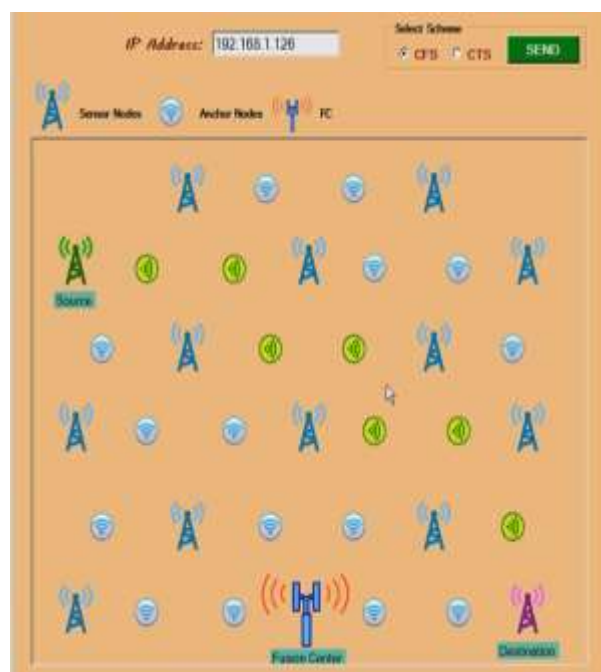 Select Scheme
IP Address: 192.168.1.126
CFS CTS SEND
Sensor Nodes Anchor Nodes FC
Source
Fusion Center
Destination